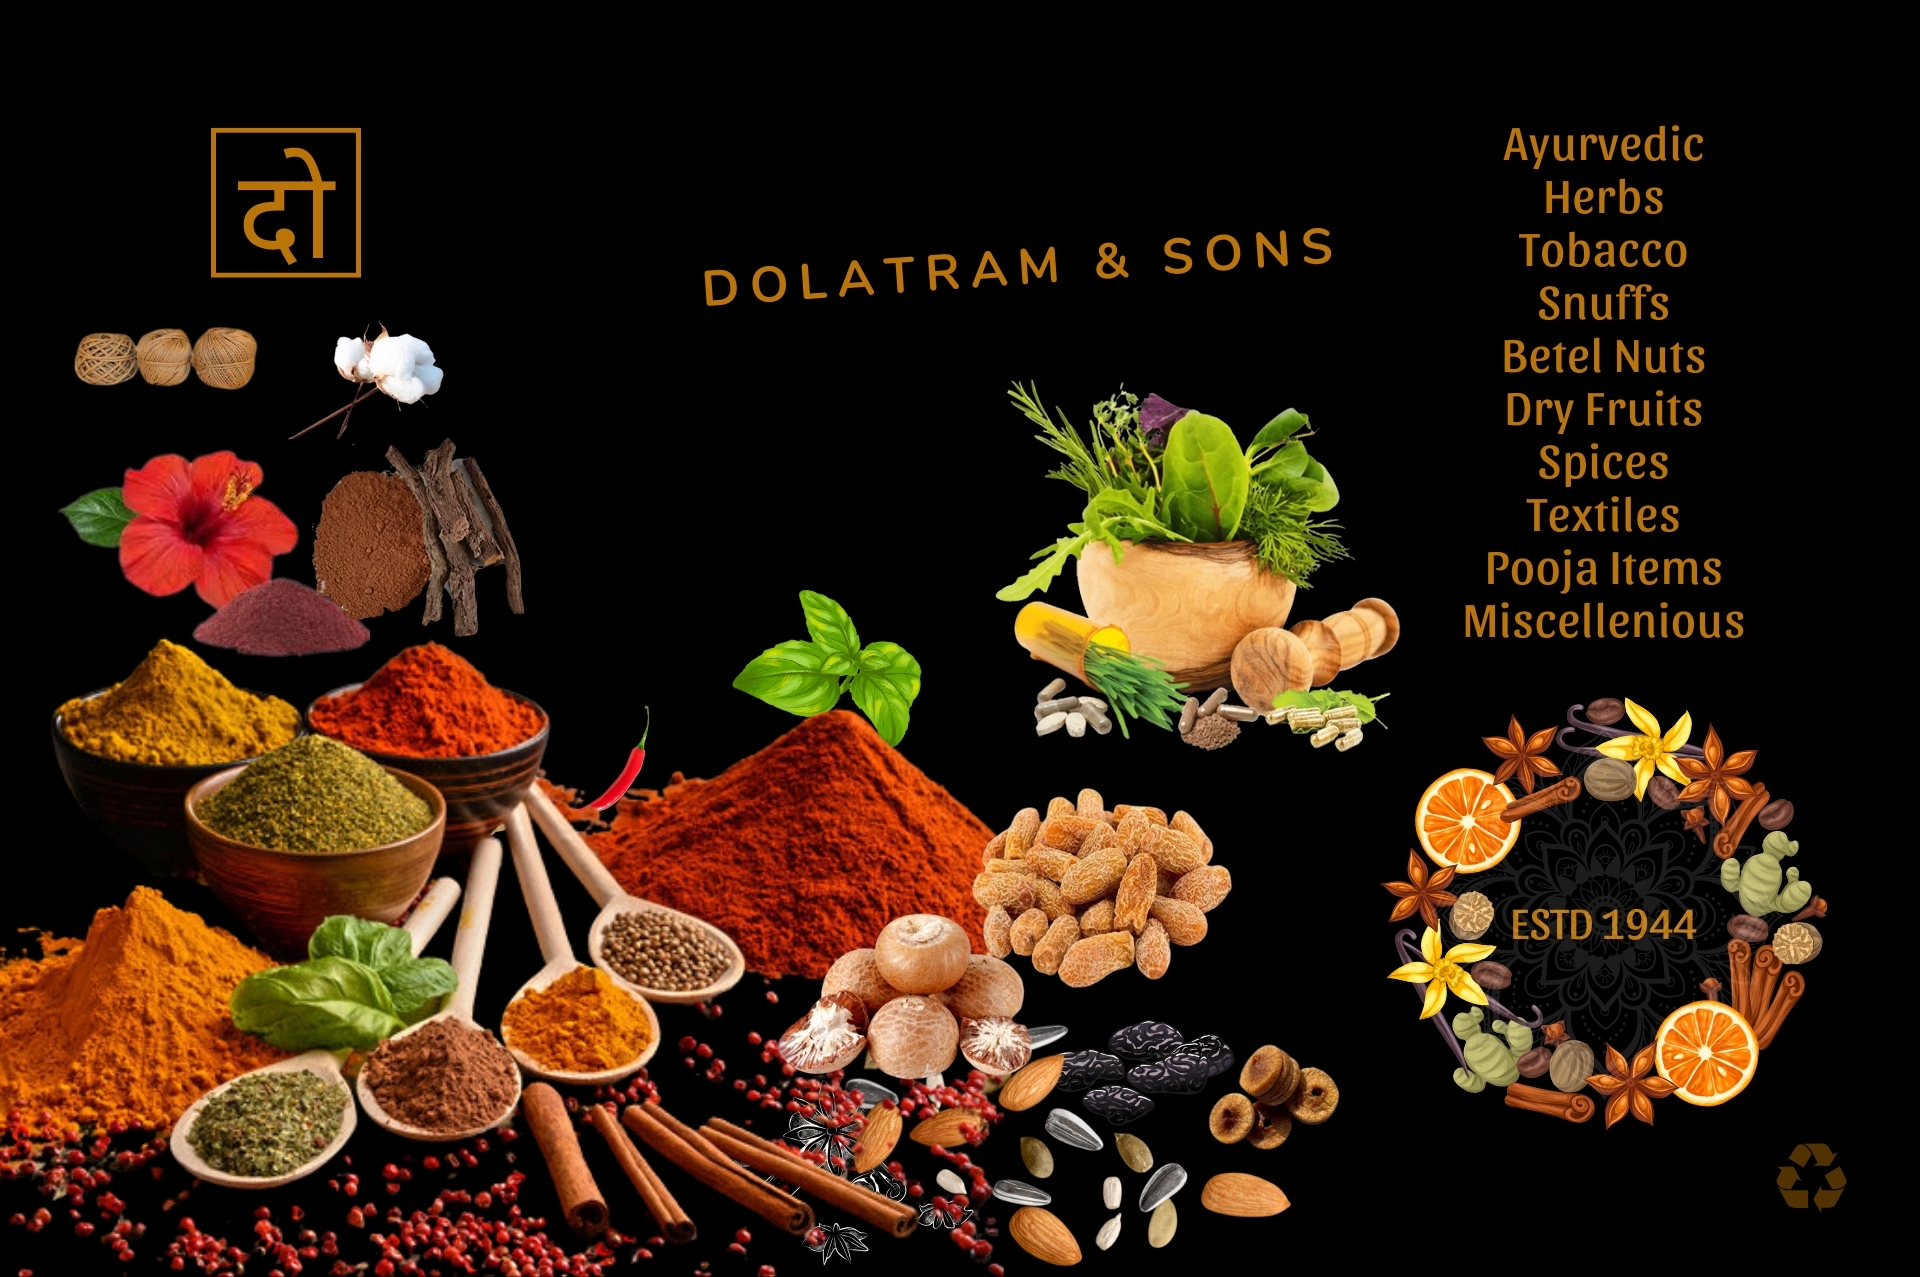 दो
DOLATRAM & SONS
Ayurvedic
Herbs
Tobacco
Snuffs
Betel Nuts
Dry Fruits
Spices
Textiles
Pooja Items
Miscellenious
ESTD 1944